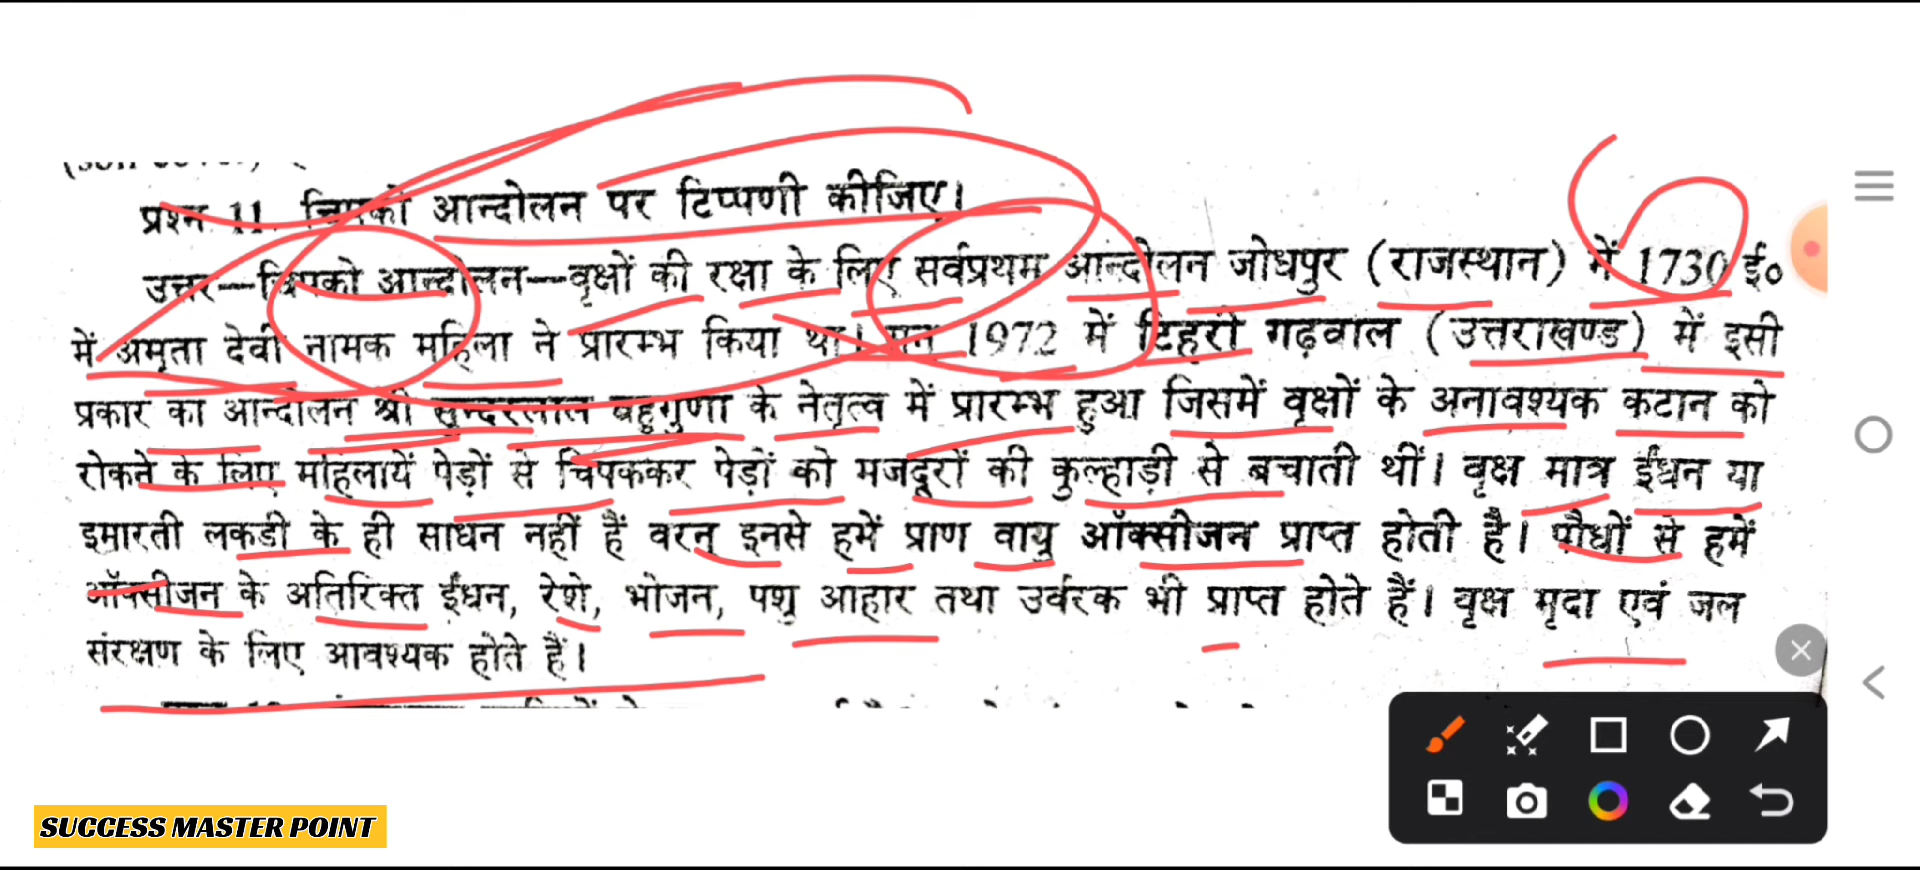 प्रश्न 11. चिपको आन्दोलन पर टिप्पणी कीजिए।
उत्तर—चिपको आन्दोलन—वृक्षों की रक्षा के लिए सर्वप्रथम आन्दोलन जोधपुर (राजस्थान) में 1730 ई०
में अमृता देवी नामक महिला ने प्रारम्भ किया था। सन् 1972 में टिहरी गढ़वाल (उत्तराखण्ड) में इसी
प्रकार का आन्दोलन श्री सुन्दरलाल बहुगुणा के नेतृत्व में प्रारम्भ हुआ जिसमें वृक्षों के अनावश्यक कटान को
रोकने के लिए महिलायें पेड़ों से चिपककर पेड़ों को मजदूरों की कुल्हाड़ी से बचाती थीं। वृक्ष मात्र ईंधन या
इमारती लकडी के ही साधन नहीं हैं वरन् इनसे हमें प्राण वायु ऑक्सीजन प्राप्त होती है। पौधों से हमें
ऑक्सीजन के अतिरिक्त ईंधन, रेशे, भोजन, पशु आहार तथा उर्वरक भी प्राप्त होते हैं। वृक्ष मृदा एवं जल
संरक्षण के लिए आवश्यक होते हैं।
SUCCESS MASTER POINT